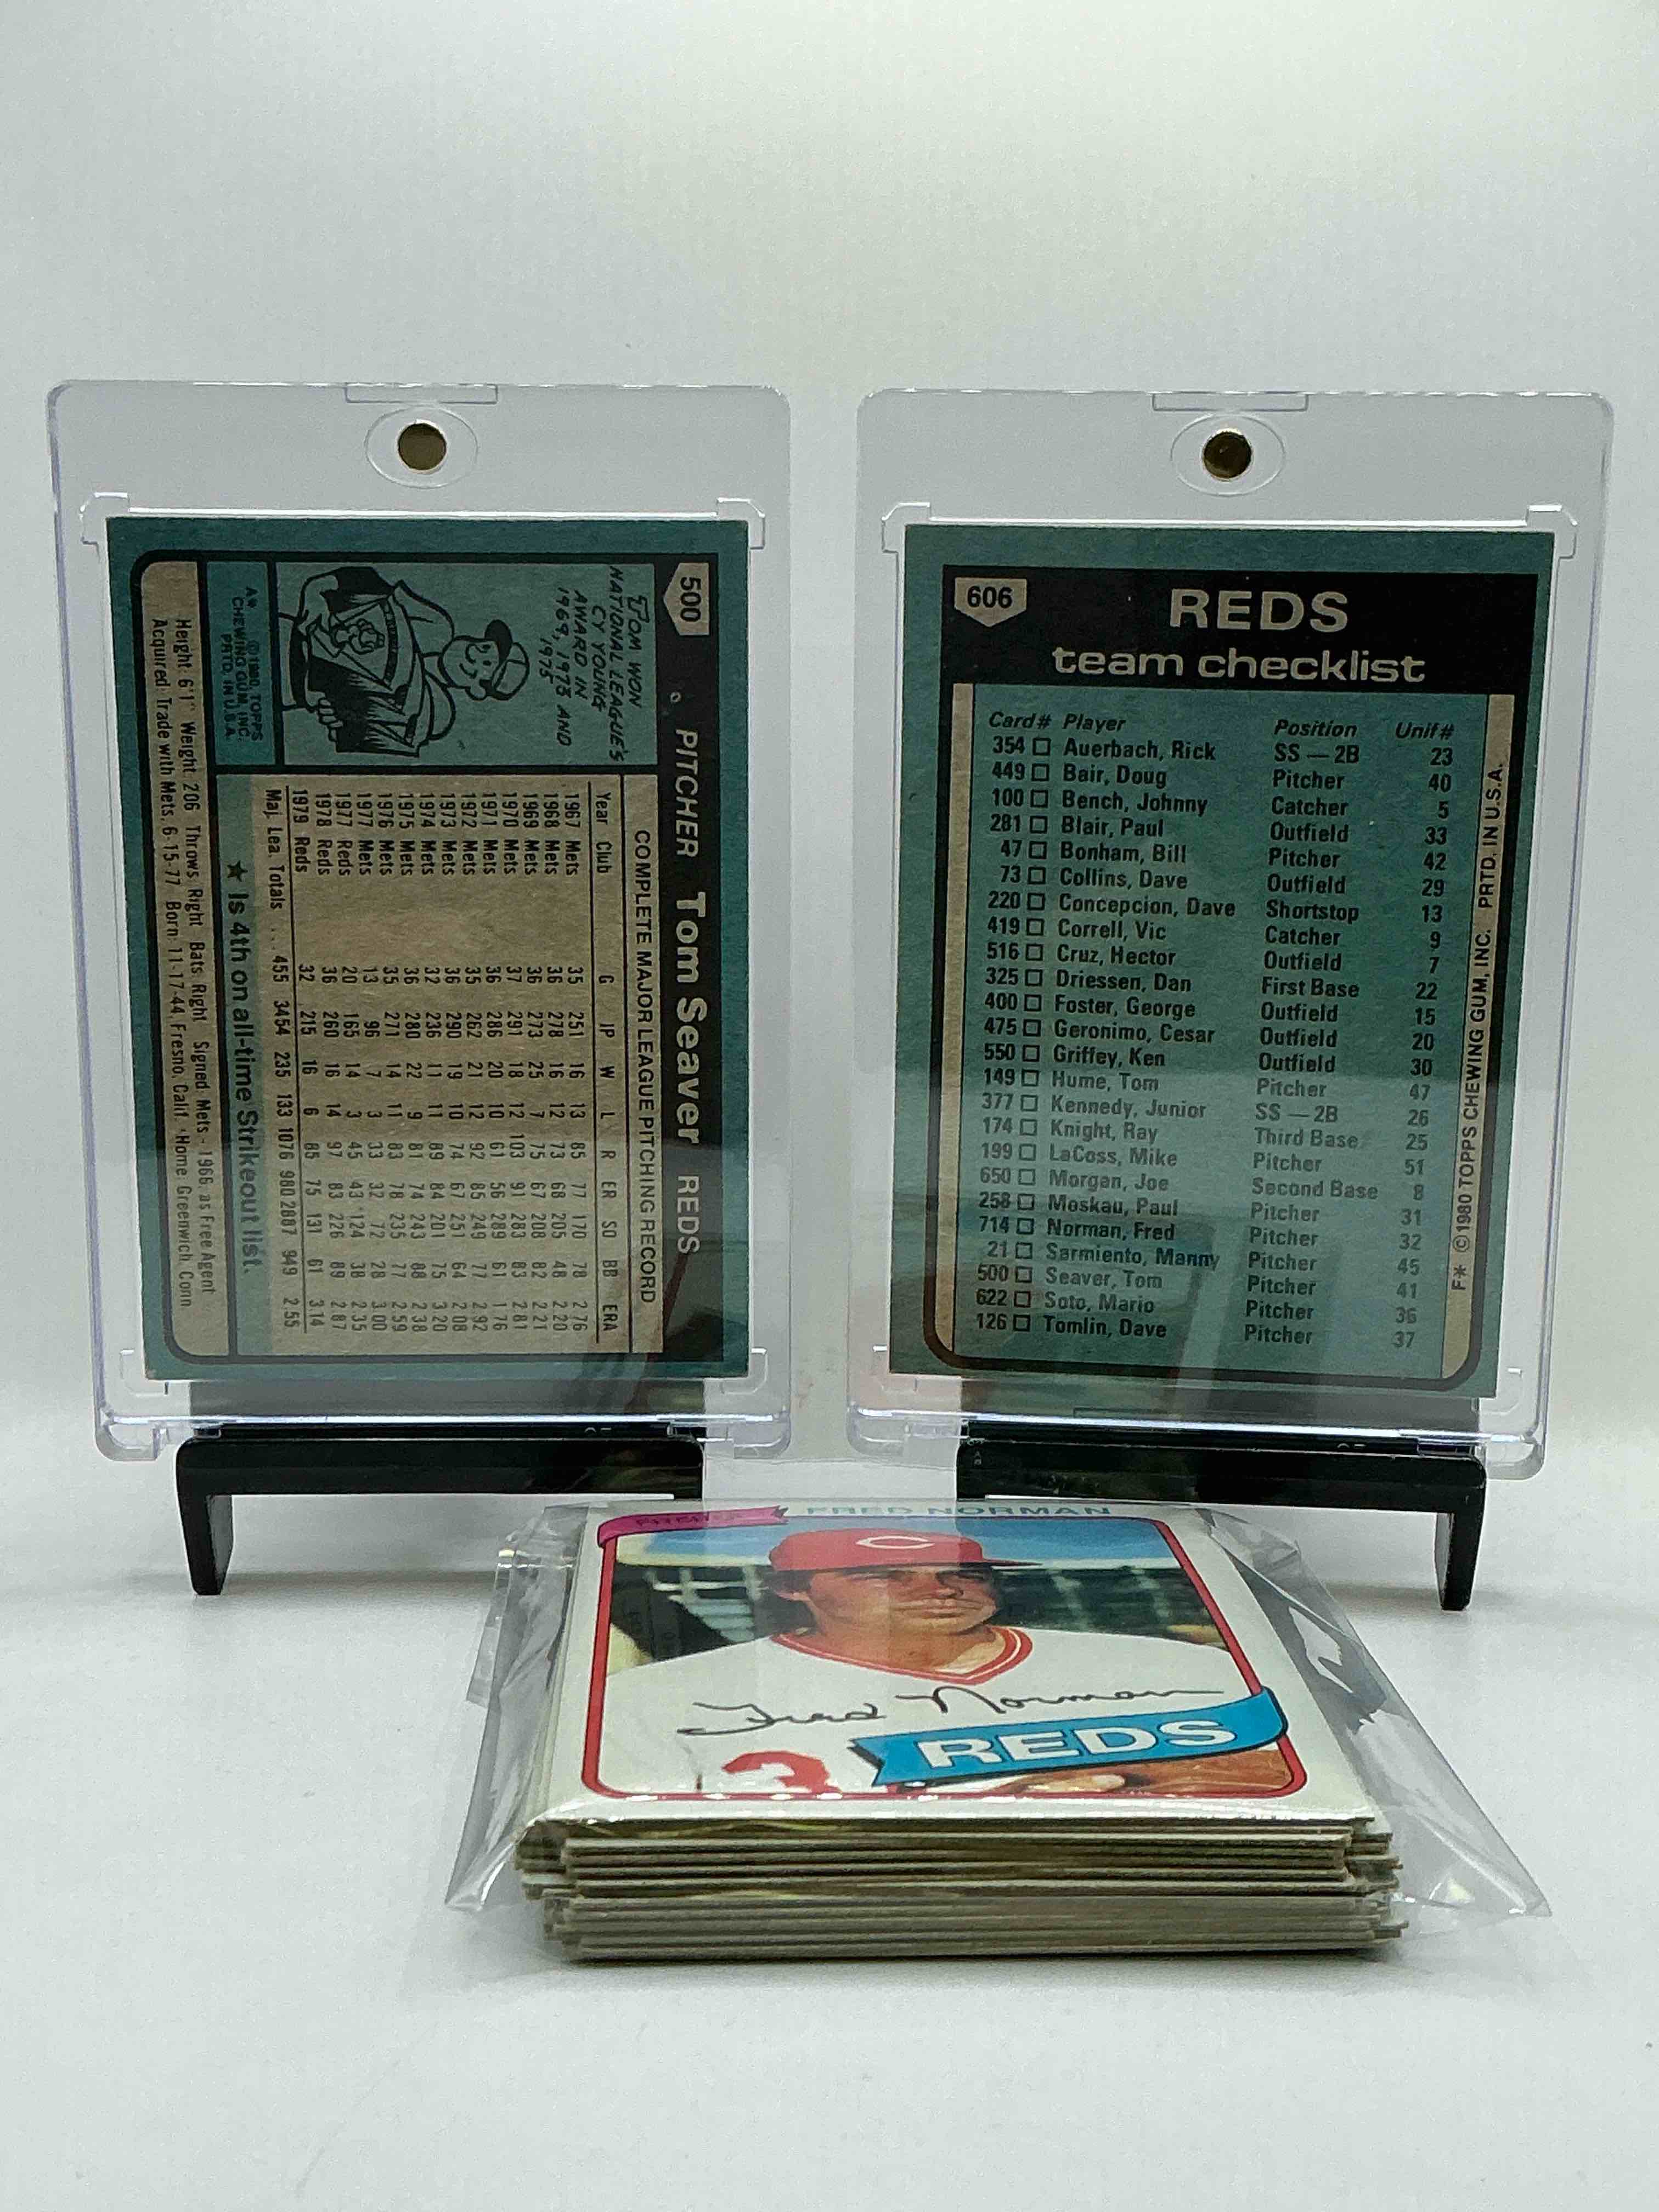 500
PITCHER Tom Seaver REDS
TOM WON
NATIONAL LEAGUE'S
CY YOUNG
AWARD IN
1969, 1973 AND
1975
A*
©1980 TOPPS
CHEWING GUM, INC.
PRTD. IN U.S.A.
COMPLETE MAJOR LEAGUE PITCHING RECORD
Year Club G IP W L R ER SO BB ERA
1967 Mets 35 251 16 13 85 77 170 78 2.76
1968 Mets 36 278 16 12 73 68 205 48 2.20
1969 Mets 36 273 25 7 75 67 208 82 2.21
1970 Mets 37 291 18 12 103 91 283 83 2.81
1971 Mets 36 286 20 10 61 56 289 61 1.76
1972 Mets 35 262 21 12 92 85 249 77 2.92
1973 Mets 36 290 19 10 74 67 251 64 2.08
1974 Mets 32 236 11 11 89 84 201 75 3.20
1975 Mets 36 280 22 9 81 74 243 88 2.38
1976 Mets 35 271 14 11 83 78 235 77 2.59
1977 Mets 13 96 7 3 33 32 72 28 3.00
1977 Reds 20 165 14 3 45 43 124 38 2.35
1978 Reds 36 260 16 14 97 83 226 89 2.87
1979 Reds 32 215 16 6 85 75 131 61 3.14
Maj. Lea. Totals . . . 455 3454 235 133 1076 980 2887 949 2.55
★ Is 4th on all-time Strikeout list.
Height: 6'1" Weight: 206 Throws: Right Bats: Right Signed: Mets - 1966, as Free Agent
Acquired: Trade with Mets, 6-15-77 Born: 11-17-44, Fresno, Calif. Home: Greenwich, Conn
606
REDS
team checklist
Card# Player Position Unif#
354 □ Auerbach, Rick SS — 2B 23
449 □ Bair, Doug Pitcher 40
100 □ Bench, Johnny Catcher 5
281 □ Blair, Paul Outfield 33
47 □ Bonham, Bill Pitcher 42
73 □ Collins, Dave Outfield 29
220 □ Concepcion, Dave Shortstop 13
419 □ Correll, Vic Catcher 9
516 □ Cruz, Hector Outfield 7
325 □ Driessen, Dan First Base 22
400 □ Foster, George Outfield 15
475 □ Geronimo, Cesar Outfield 20
550 □ Griffey, Ken Outfield 30
149 □ Hume, Tom Pitcher 47
377 □ Kennedy, Junior SS — 2B 26
174 □ Knight, Ray Third Base 25
199 □ LaCoss, Mike Pitcher 51
650 □ Morgan, Joe Second Base 8
258 □ Moskau, Paul Pitcher 31
714 □ Norman, Fred Pitcher 32
21 □ Sarmiento, Manny Pitcher 45
500 □ Seaver, Tom Pitcher 41
622 □ Soto, Mario Pitcher 36
126 □ Tomlin, Dave Pitcher 37
F* ©1980 TOPPS CHEWING GUM, INC. PRTD. IN U.S.A.
PITCHER FRED NORMAN
Fred Norman
REDS
3